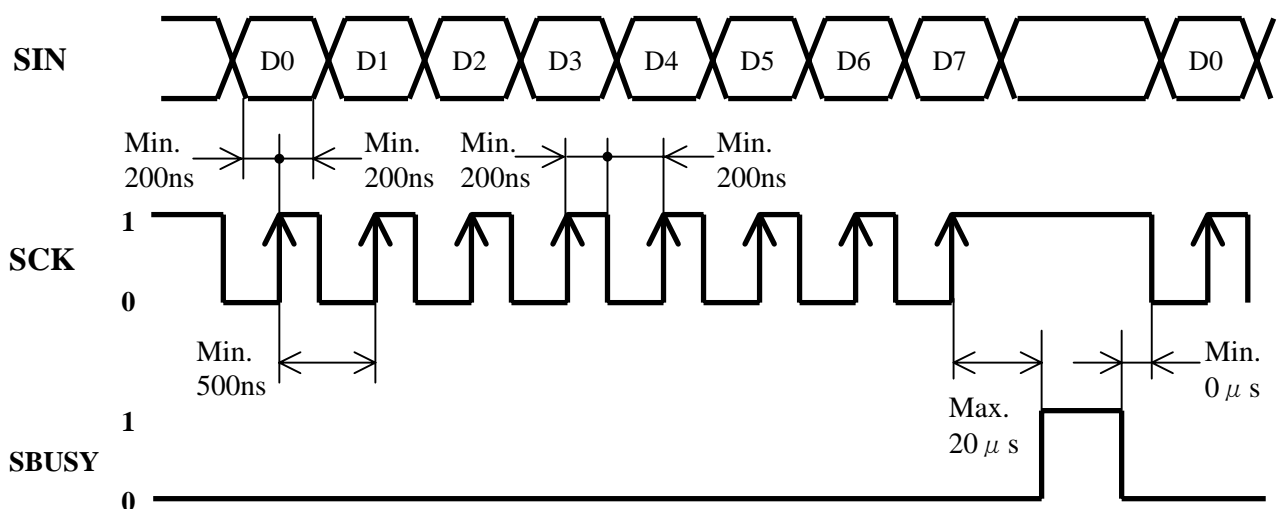 SIN D0 D1 D2 D3 D4 D5 D6 D7 D0
Min. Min. Min. Min.
200ns 200ns 200ns 200ns
1
SCK
0
Min. Min.
500ns 0 μ s
Max.
1
20 μ s
SBUSY
0